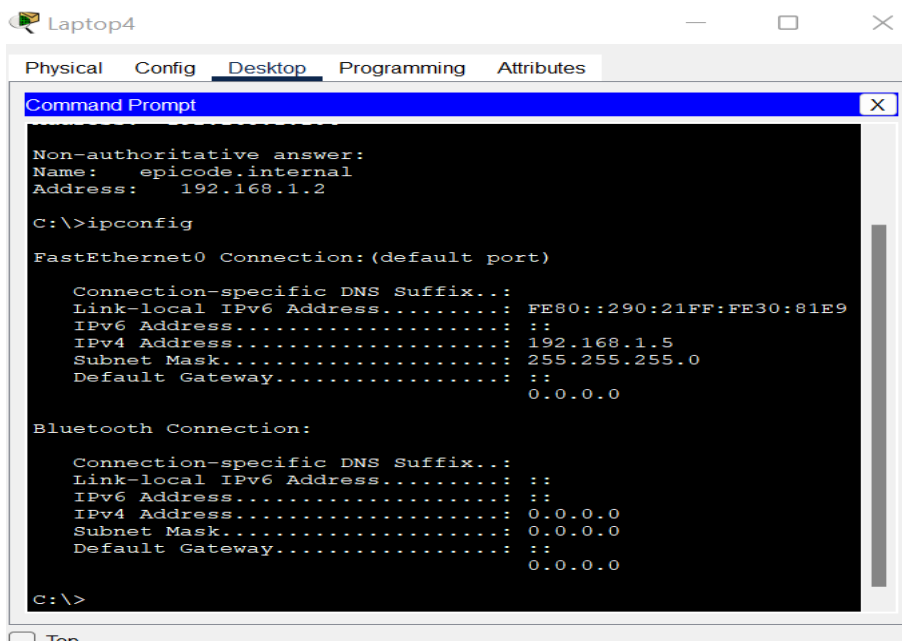 Laptop4
Physical Config Desktop Programming Attributes
Command Prompt X
Non-authoritative answer:
Name: epicode.internal
Address: 192.168.1.2
C:\>ipconfig
FastEthernet0 Connection:(default port)
Connection-specific DNS Suffix..:
Link-local IPv6 Address.........: FE80::290:21FF:FE30:81E9
IPv6 Address....................: ::
IPv4 Address....................: 192.168.1.5
Subnet Mask.....................: 255.255.255.0
Default Gateway.................: ::
0.0.0.0
Bluetooth Connection:
Connection-specific DNS Suffix..:
Link-local IPv6 Address.........: ::
IPv6 Address....................: ::
IPv4 Address....................: 0.0.0.0
Subnet Mask.....................: 0.0.0.0
Default Gateway.................: ::
0.0.0.0
C:\>
Top